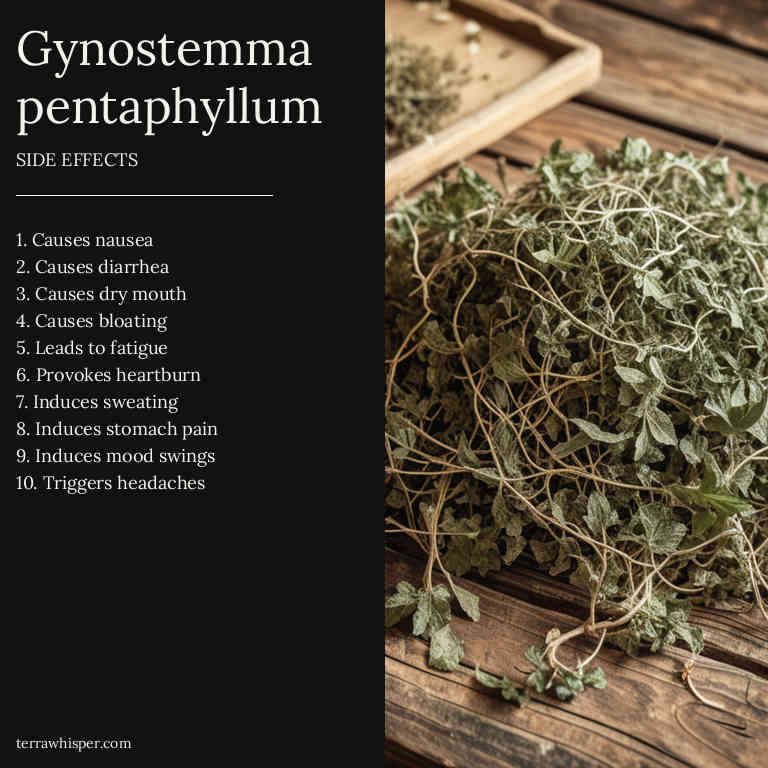 Gynostemma
pentaphyllum
SIDE EFFECTS
1. Causes nausea
2. Causes diarrhea
3. Causes dry mouth
4. Causes bloating
5. Leads to fatigue
6. Provokes heartburn
7. Induces sweating
8. Induces stomach pain
9. Induces mood swings
10. Triggers headaches
terrawhisper.com